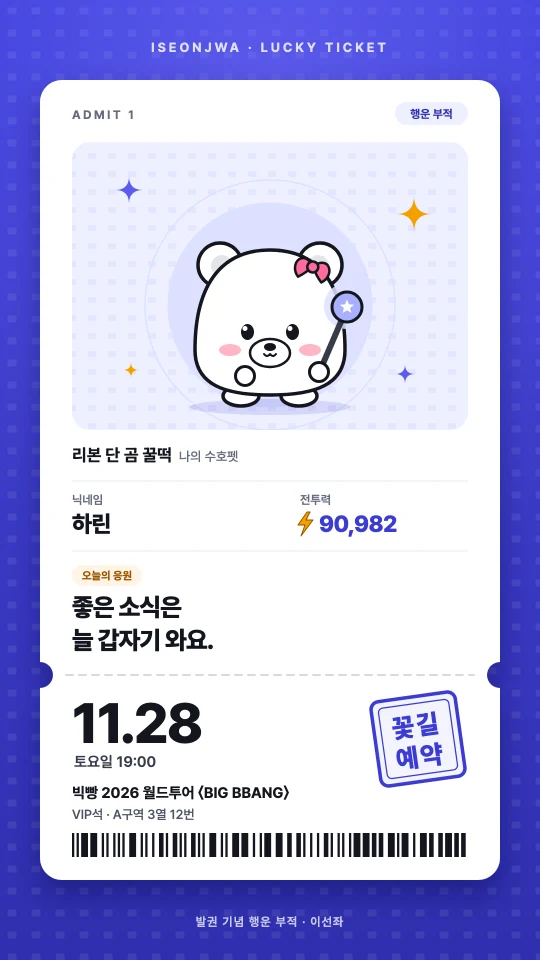 ISEONJWA · LUCKY TICKET
ADMIT 1
행운 부적
리본 단 곰 꿀떡 나의 수호펫
닉네임
하린
전투력
90,982
오늘의 응원
좋은 소식은
늘 갑자기 와요.
11.28
토요일 19:00
꽃길
예약
빅빵 2026 월드투어 〈BIG BBANG〉
VIP석 · A구역 3열 12번
발권 기념 행운 부적 · 이선좌